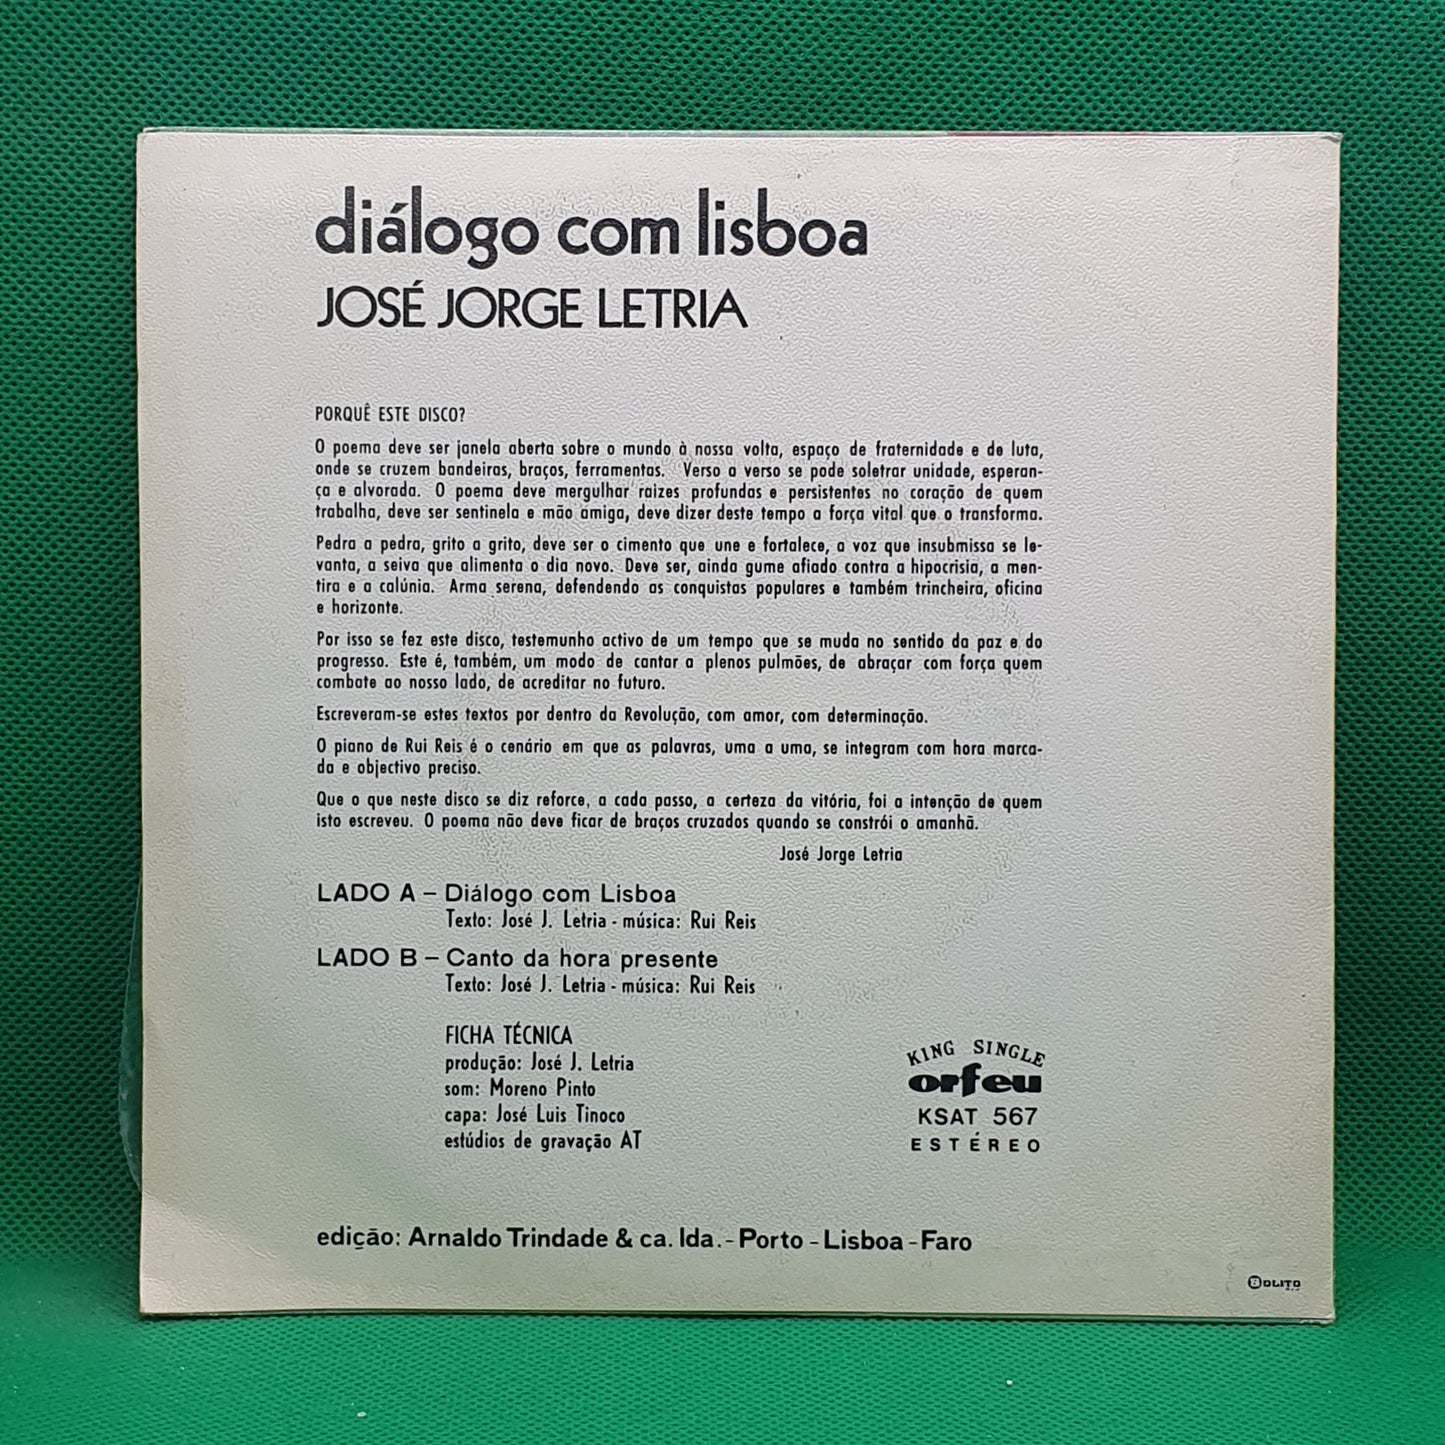 diálogo com lisboa
JOSÉ JORGE LETRIA
PORQUÊ ESTE DISCO?
O poema deve ser janela aberta sobre o mundo à nossa volta, espaço de fraternidade e de luta,
onde se cruzem bandeiras, braços, ferramentas. Verso a verso se pode soletrar unidade, esperan-
ça e alvorada. O poema deve mergulhar raizes profundas e persistentes no coração de quem
trabalha, deve ser sentinela e mão amiga, deve dizer deste tempo a força vital que o transforma.
Pedra a pedra, grito a grito, deve ser o cimento que une e fortalece, a voz que insubmissa se le-
vanta, a seiva que alimenta o dia novo. Deve ser, ainda gume afiado contra a hipocrisia, a men-
tira e a calúnia. Arma serena, defendendo as conquistas populares e também trincheira, oficina
e horizonte.
Por isso se fez este disco, testemunho activo de um tempo que se muda no sentido da paz e do
progresso. Este é, também, um modo de cantar a plenos pulmões, de abraçar com força quem
combate ao nosso lado, de acreditar no futuro.
Escreveram-se estes textos por dentro da Revolução, com amor, com determinação.
O piano de Rui Reis é o cenário em que as palavras, uma a uma, se integram com hora marca-
da e objectivo preciso.
Que o que neste disco se diz reforce, a cada passo, a certeza da vitória, foi a intenção de quem
isto escreveu. O poema não deve ficar de braços cruzados quando se constrói o amanhã.
José Jorge Letria
LADO A – Diálogo com Lisboa
Texto: José J. Letria - música: Rui Reis
LADO B – Canto da hora presente
Texto: José J. Letria - música: Rui Reis
FICHA TÉCNICA
produção: José J. Letria
som: Moreno Pinto
capa: José Luis Tinoco
estúdios de gravação AT
KING SINGLE
orfeu
KSAT 567
ESTÉREO
edição: Arnaldo Trindade & ca. lda. - Porto - Lisboa - Faro
BOLITO